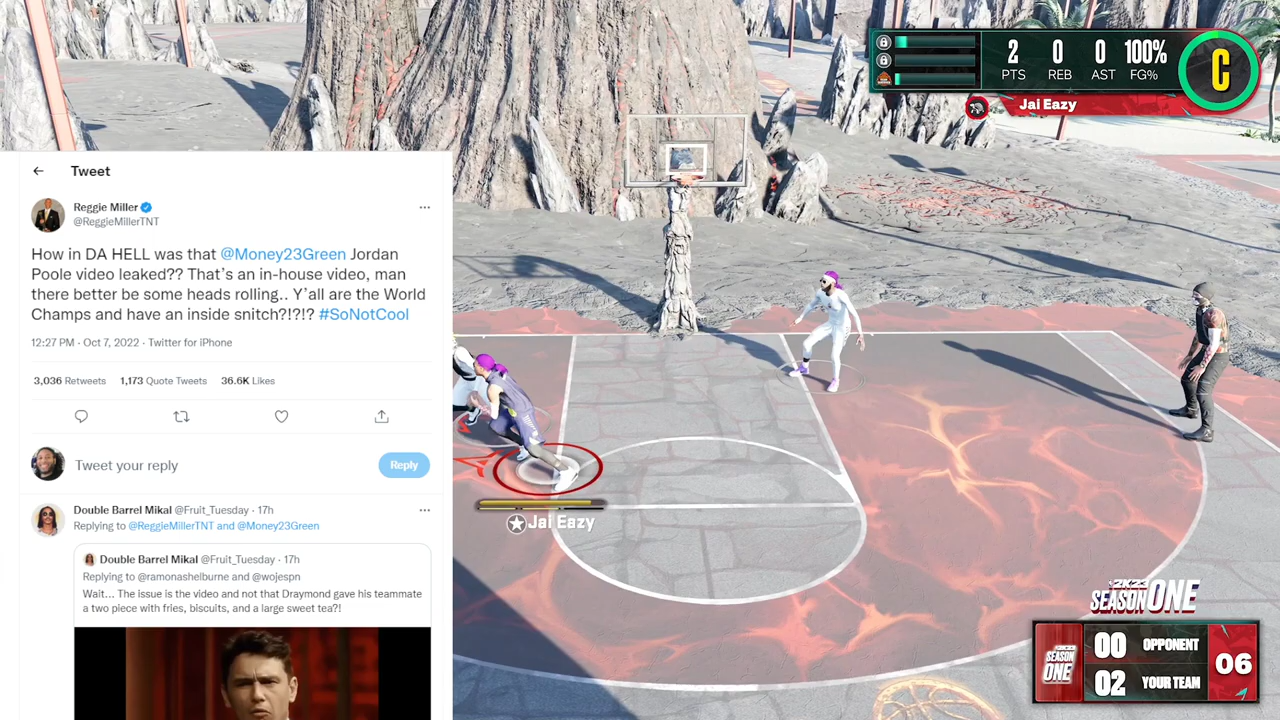 2 0 0 100%
PTS REB AST FG%
C
Jai Eazy
Tweet
Reggie Miller
@ReggieMillerTNT
How in DA HELL was that @Money23Green Jordan
Poole video leaked?? That's an in-house video, man
there better be some heads rolling.. Y'all are the World
Champs and have an inside snitch?!?!? #SoNotCool
12:27 PM · Oct 7, 2022 · Twitter for iPhone
3,036 Retweets 1,173 Quote Tweets 36.6K Likes
Tweet your reply
Reply
Double Barrel Mikal @Fruit_Tuesday · 17h
Replying to @ReggieMillerTNT and @Money23Green
Double Barrel Mikal @Fruit_Tuesday · 17h
Replying to @ramonashelburne and @wojespn
Wait... The issue is the video and not that Draymond gave his teammate
a two piece with fries, biscuits, and a large sweet tea?!
Jai Eazy
2K23
SEASON ONE
2K23
SEASON
ONE
00 OPPONENT
02 YOUR TEAM
06